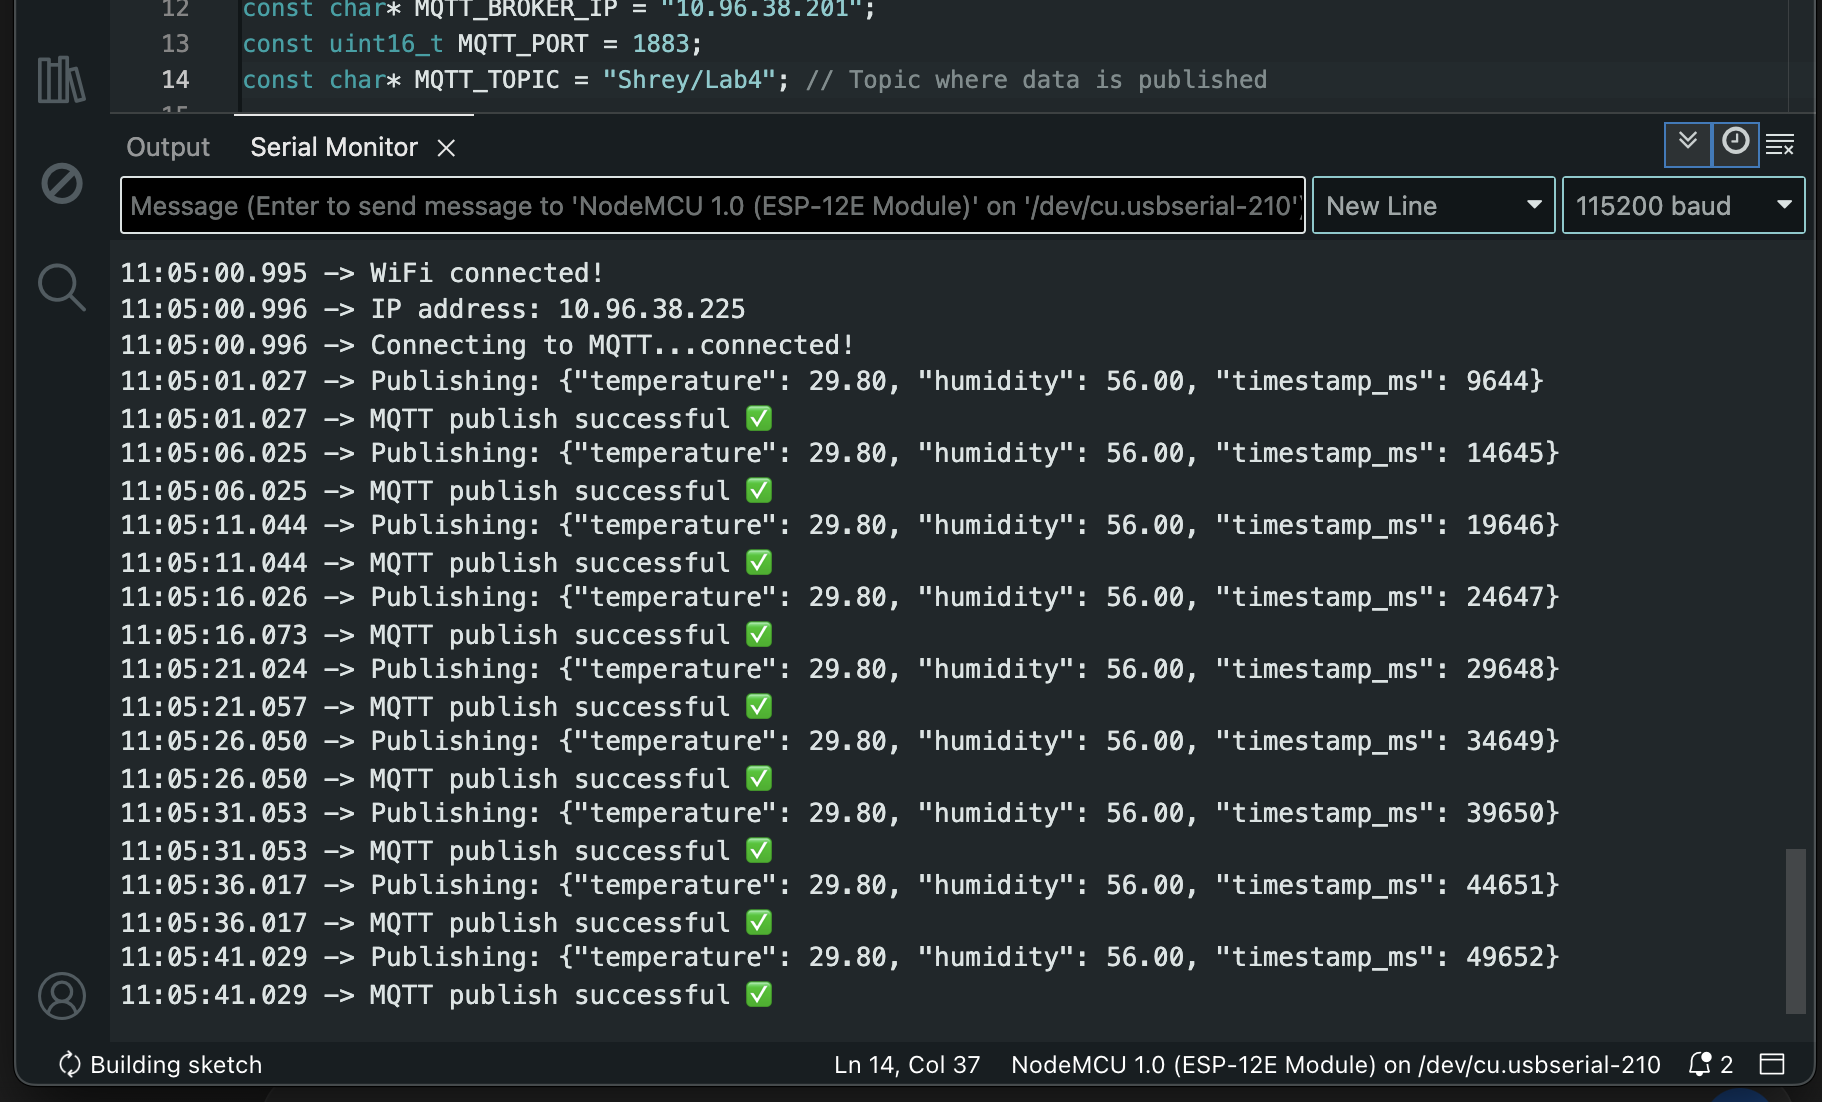 12 const char* MQTT_BROKER_IP = "10.96.38.201";
13 const uint16_t MQTT_PORT = 1883;
14 const char* MQTT_TOPIC = "Shrey/Lab4"; // Topic where data is published
15
Output Serial Monitor
Message (Enter to send message to 'NodeMCU 1.0 (ESP-12E Module)' on '/dev/cu.usbserial-210') New Line 115200 baud
11:05:00.995 -> WiFi connected!
11:05:00.996 -> IP address: 10.96.38.225
11:05:00.996 -> Connecting to MQTT...connected!
11:05:01.027 -> Publishing: {"temperature": 29.80, "humidity": 56.00, "timestamp_ms": 9644}
11:05:01.027 -> MQTT publish successful ✅
11:05:06.025 -> Publishing: {"temperature": 29.80, "humidity": 56.00, "timestamp_ms": 14645}
11:05:06.025 -> MQTT publish successful ✅
11:05:11.044 -> Publishing: {"temperature": 29.80, "humidity": 56.00, "timestamp_ms": 19646}
11:05:11.044 -> MQTT publish successful ✅
11:05:16.026 -> Publishing: {"temperature": 29.80, "humidity": 56.00, "timestamp_ms": 24647}
11:05:16.073 -> MQTT publish successful ✅
11:05:21.024 -> Publishing: {"temperature": 29.80, "humidity": 56.00, "timestamp_ms": 29648}
11:05:21.057 -> MQTT publish successful ✅
11:05:26.050 -> Publishing: {"temperature": 29.80, "humidity": 56.00, "timestamp_ms": 34649}
11:05:26.050 -> MQTT publish successful ✅
11:05:31.053 -> Publishing: {"temperature": 29.80, "humidity": 56.00, "timestamp_ms": 39650}
11:05:31.053 -> MQTT publish successful ✅
11:05:36.017 -> Publishing: {"temperature": 29.80, "humidity": 56.00, "timestamp_ms": 44651}
11:05:36.017 -> MQTT publish successful ✅
11:05:41.029 -> Publishing: {"temperature": 29.80, "humidity": 56.00, "timestamp_ms": 49652}
11:05:41.029 -> MQTT publish successful ✅
Building sketch Ln 14, Col 37 NodeMCU 1.0 (ESP-12E Module) on /dev/cu.usbserial-210 2